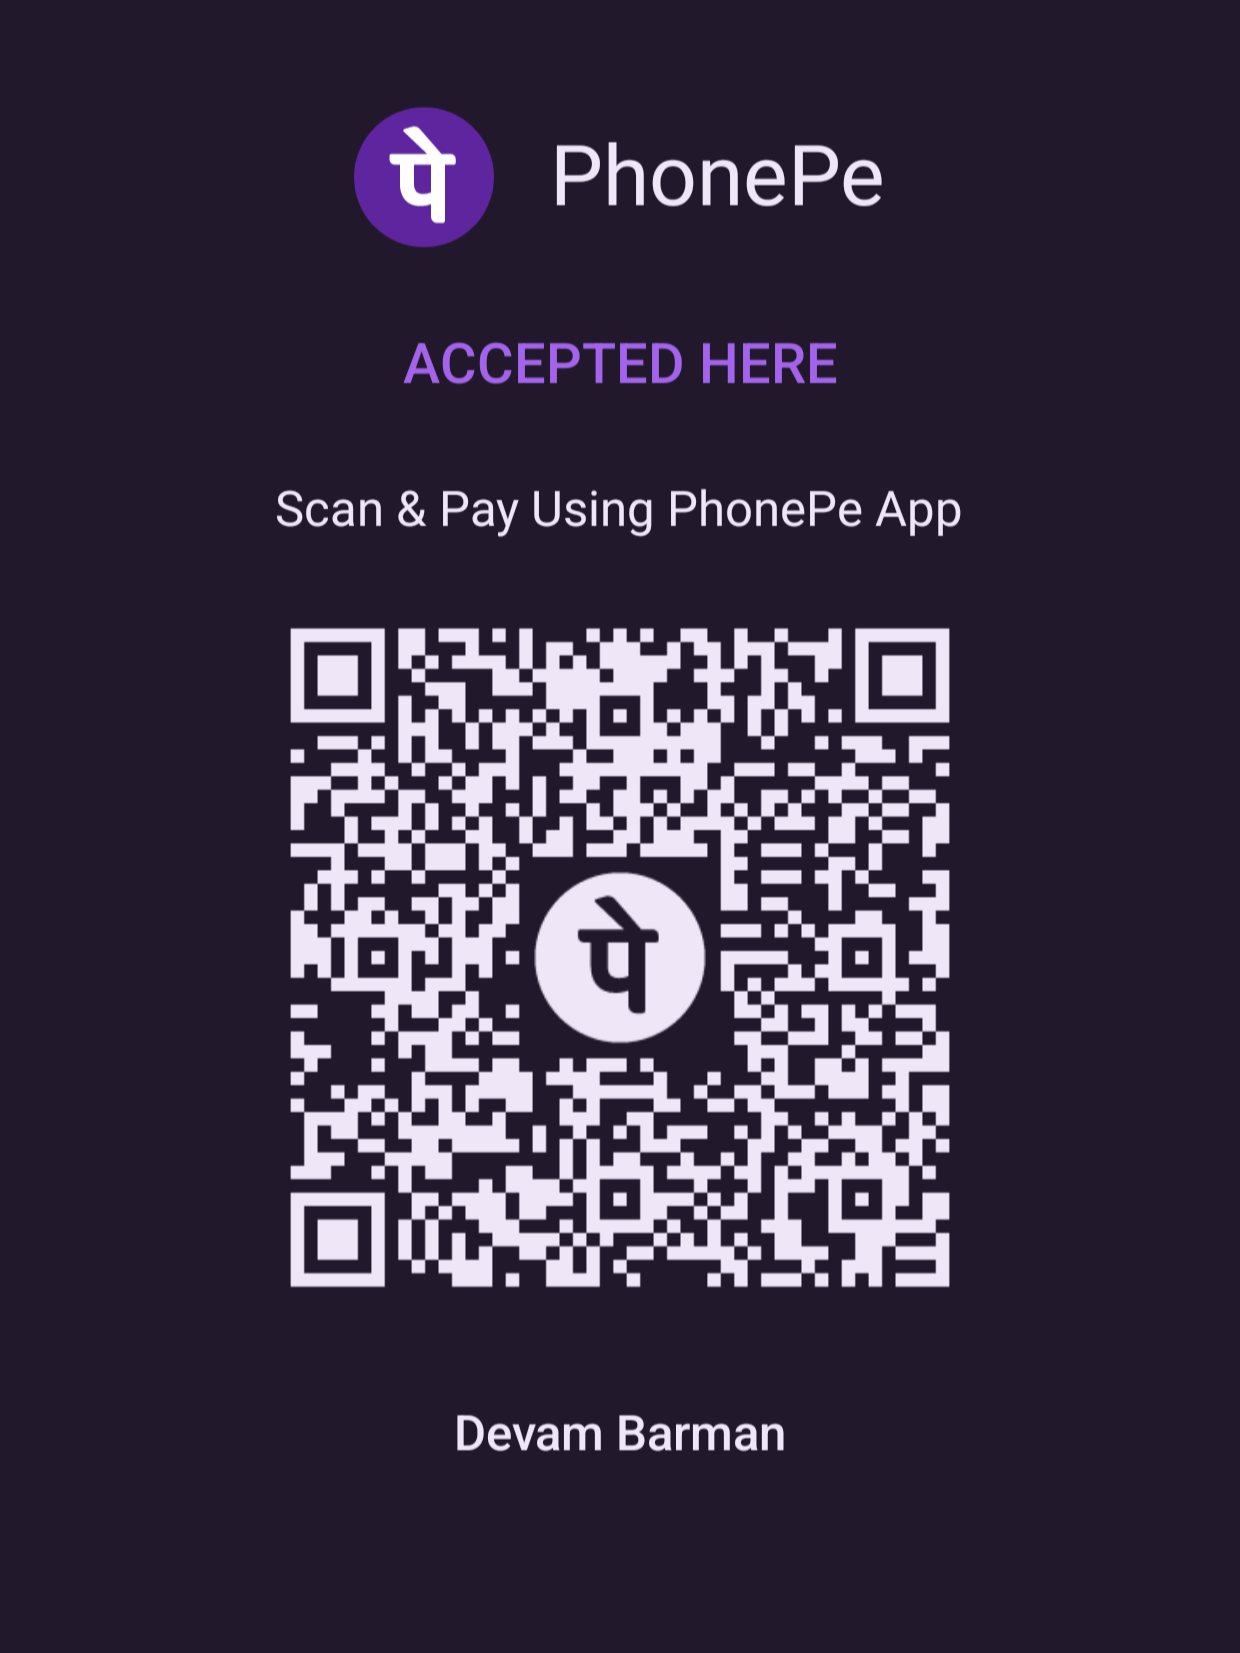 पे PhonePe
ACCEPTED HERE
Scan & Pay Using PhonePe App
पे
Devam Barman